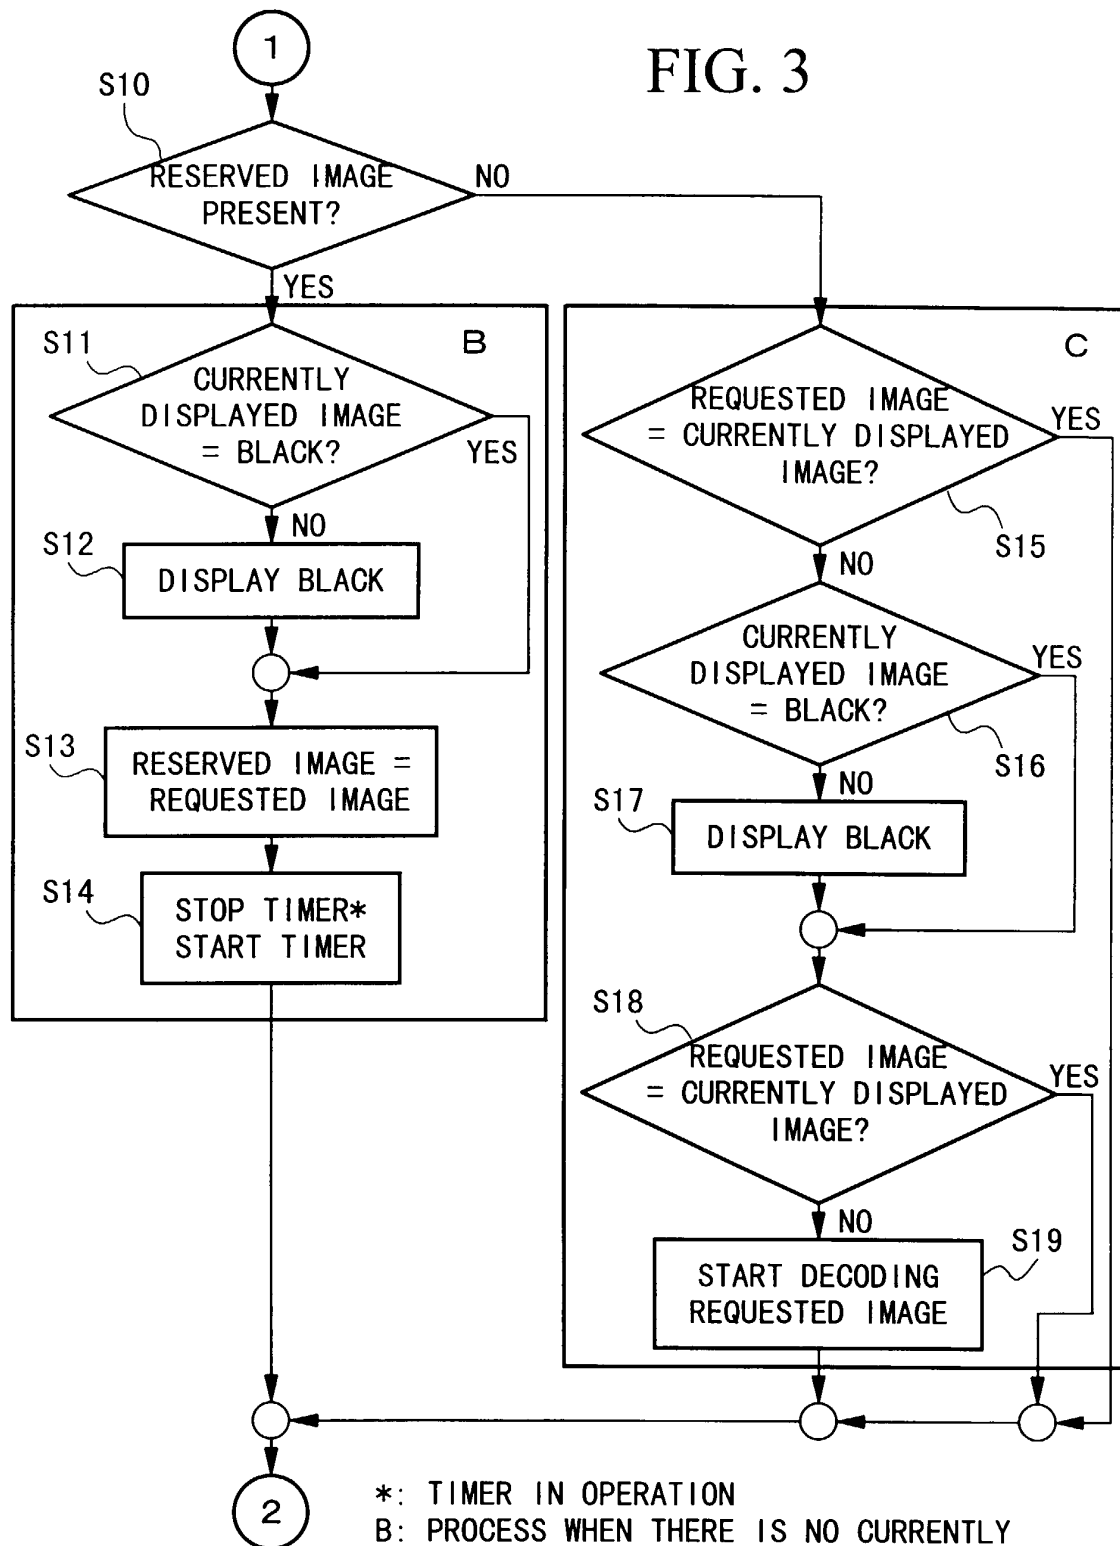 1
FIG. 3
S10
RESERVED IMAGE
PRESENT?
NO
YES
B
S11
CURRENTLY
DISPLAYED IMAGE
= BLACK?
YES
NO
S12
DISPLAY BLACK
S13
RESERVED IMAGE =
REQUESTED IMAGE
S14
STOP TIMER*
START TIMER
C
REQUESTED IMAGE
= CURRENTLY DISPLAYED
IMAGE?
YES
S15
NO
CURRENTLY
DISPLAYED IMAGE
= BLACK?
YES
S16
NO
S17
DISPLAY BLACK
S18
REQUESTED IMAGE
= CURRENTLY DISPLAYED
IMAGE?
YES
NO
S19
START DECODING
REQUESTED IMAGE
2
*: TIMER IN OPERATION
B: PROCESS WHEN THERE IS NO CURRENTLY